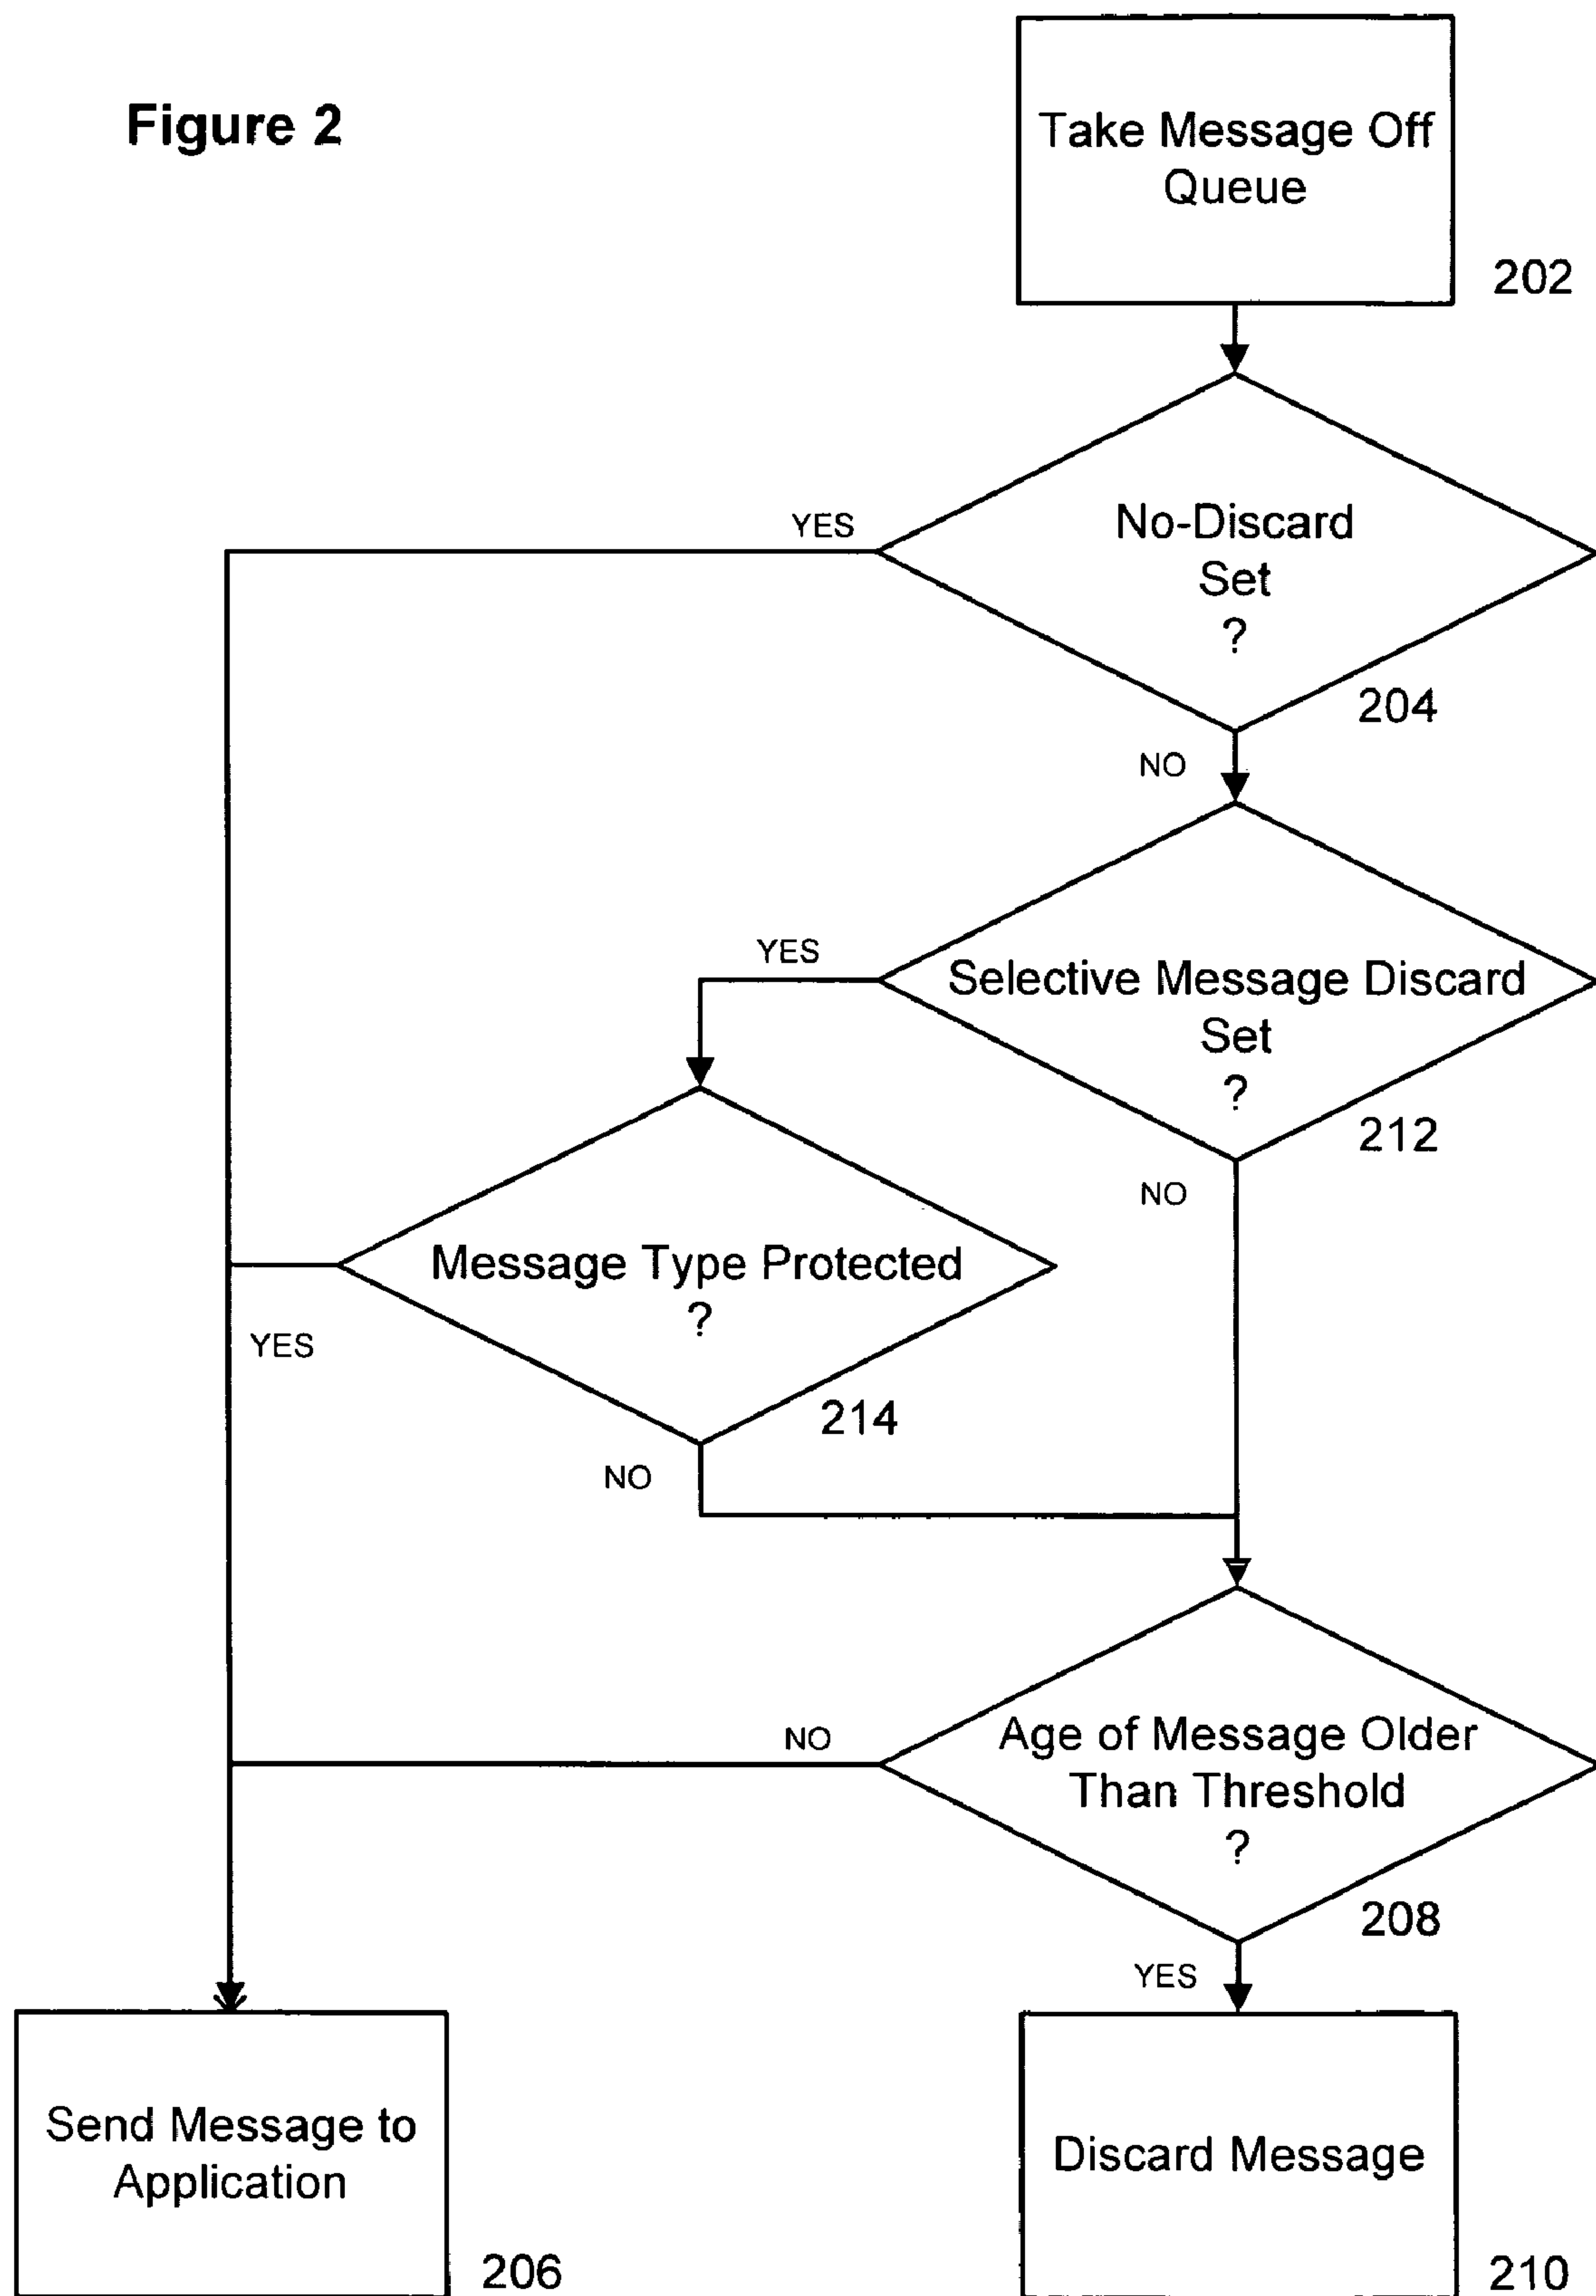 Figure 2
Take Message Off
Queue
202
YES
No-Discard
Set
?
204
NO
YES
Selective Message Discard
Set
?
212
NO
Message Type Protected
?
YES
214
NO
NO
Age of Message Older
Than Threshold
?
208
YES
Send Message to
Application
206
Discard Message
210